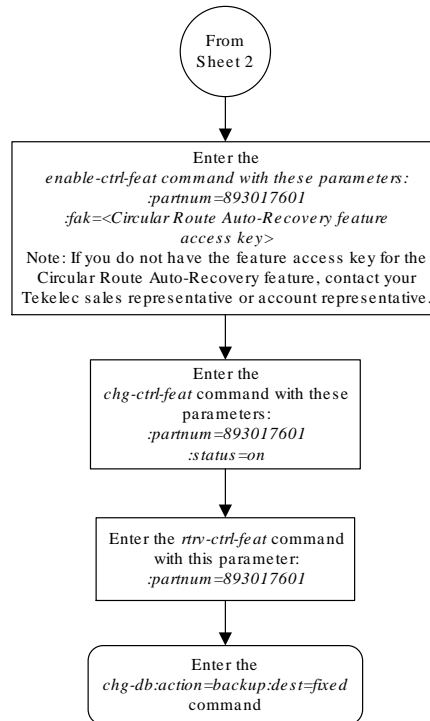 From
Sheet 2
Enter the
enable-ctrl-feat command with these parameters:
:partnum=893017601
:fak=<Circular Route Auto-Recovery feature
access key>
Note: If you do not have the feature access key for the
Circular Route Auto-Recovery feature, contact your
Tekelec sales representative or account representative.
Enter the
chg-ctrl-feat command with these
parameters:
:partnum=893017601
:status=on
Enter the rtrv-ctrl-feat command
with this parameter:
:partnum=893017601
Enter the
chg-db:action=backup:dest=fixed
command